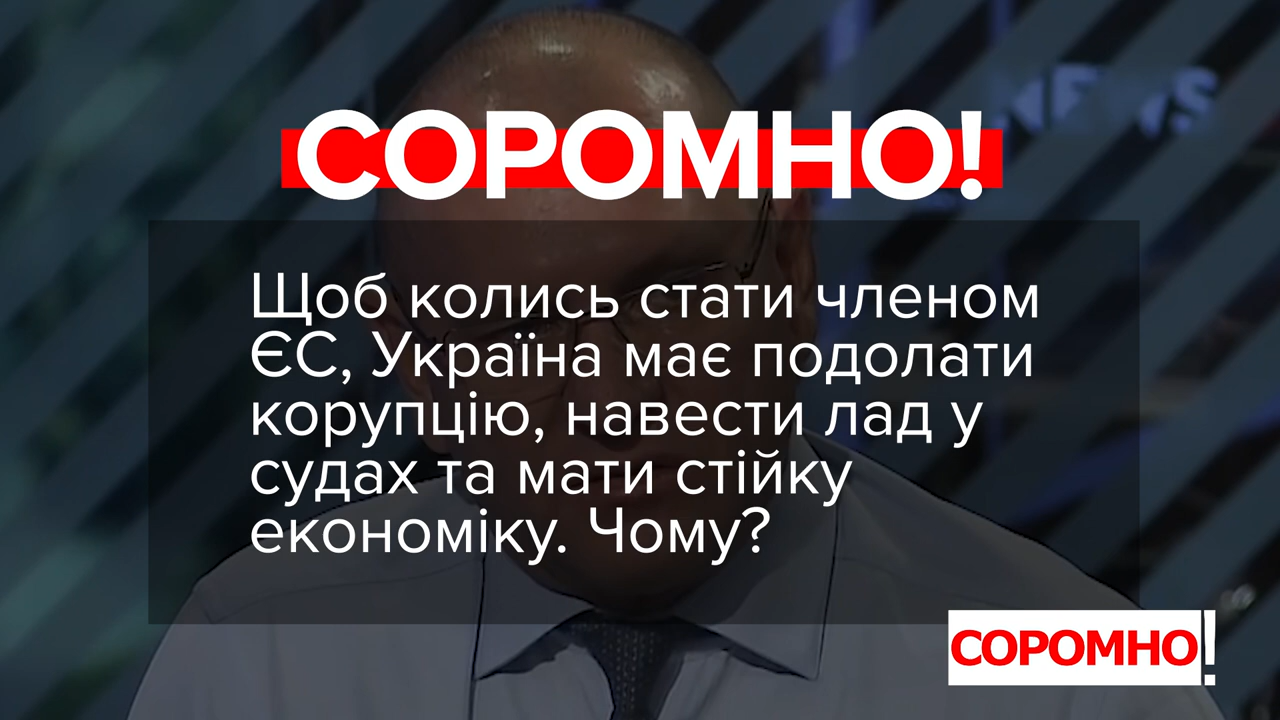 NEWS
СОРОМНО!
Щоб колись стати членом
ЄС, Україна має подолати
корупцію, навести лад у
судах та мати стійку
економіку. Чому?
СОРОМНО!